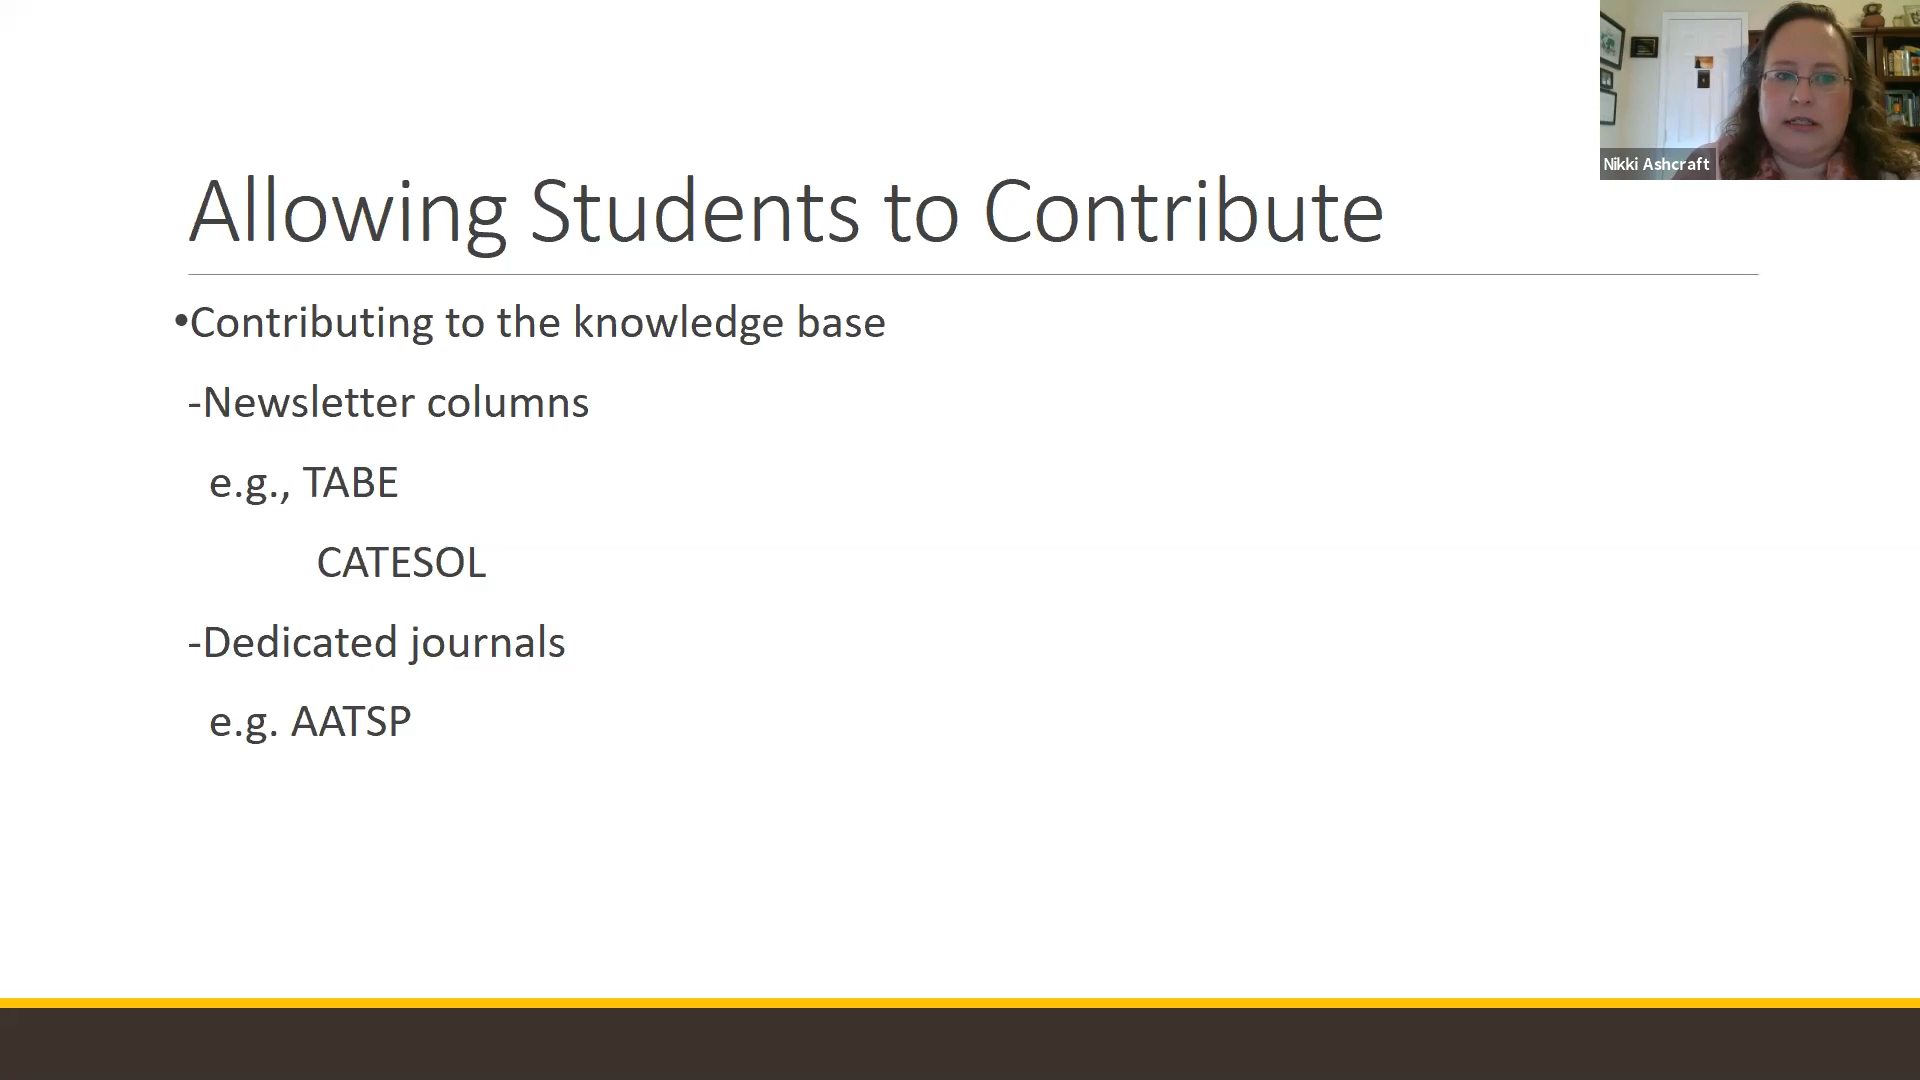 Nikki Ashcraft
Allowing Students to Contribute
•Contributing to the knowledge base
-Newsletter columns
e.g., TABE
CATESOL
-Dedicated journals
e.g. AATSP